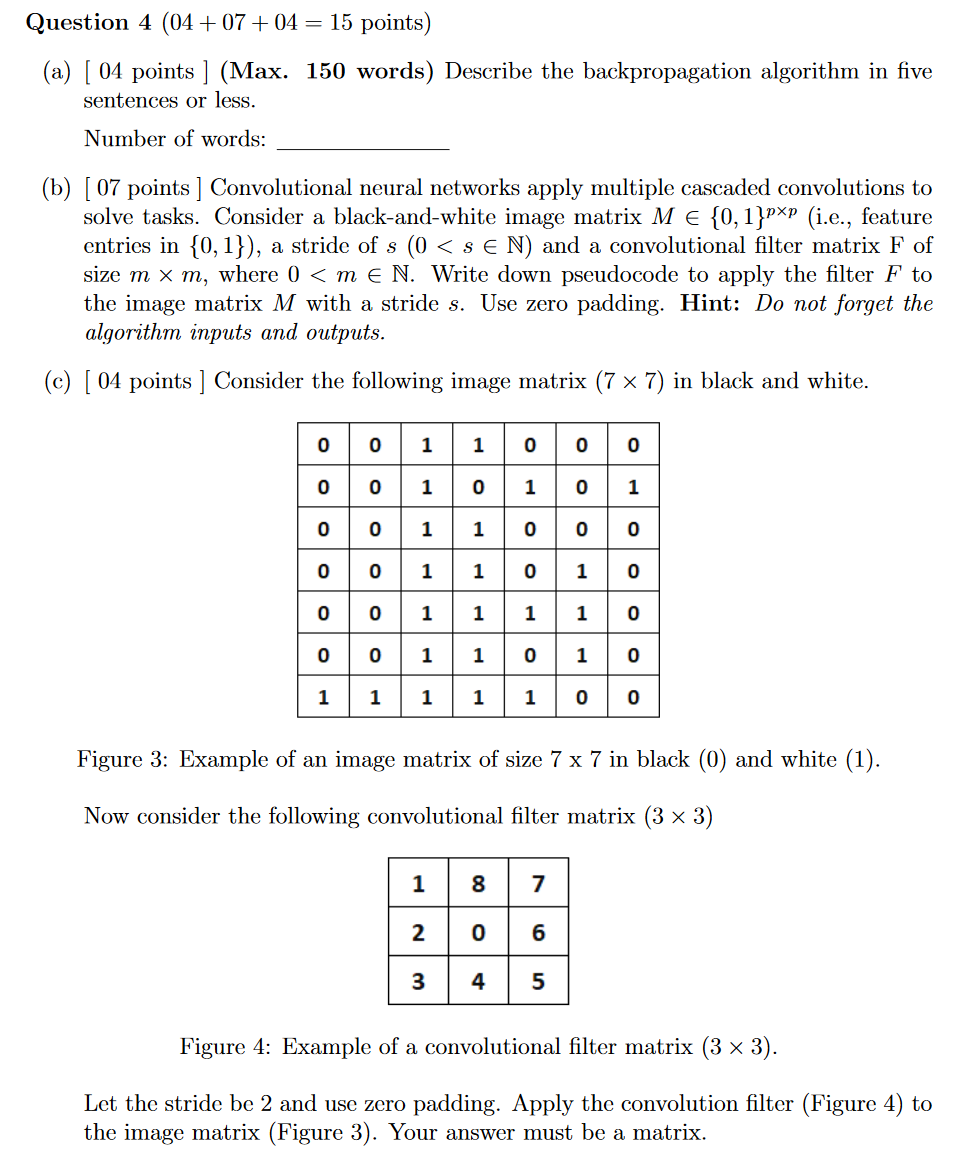 Question 4 (04 + 07 + 04 = 15 points)
(a) [ 04 points ] (Max. 150 words) Describe the backpropagation algorithm in five
sentences or less.
Number of words:
(b) [ 07 points ] Convolutional neural networks apply multiple cascaded convolutions to
solve tasks. Consider a black-and-white image matrix M ∈ {0, 1}^{p×p} (i.e., feature
entries in {0, 1}), a stride of s (0 < s ∈ ℕ) and a convolutional filter matrix F of
size m × m, where 0 < m ∈ ℕ. Write down pseudocode to apply the filter F to
the image matrix M with a stride s. Use zero padding. Hint: Do not forget the
algorithm inputs and outputs.
(c) [ 04 points ] Consider the following image matrix (7 × 7) in black and white.
0 0 1 1 0 0 0
0 0 1 0 1 0 1
0 0 1 1 0 0 0
0 0 1 1 0 1 0
0 0 1 1 1 1 0
0 0 1 1 0 1 0
1 1 1 1 1 0 0
Figure 3: Example of an image matrix of size 7 x 7 in black (0) and white (1).
Now consider the following convolutional filter matrix (3 × 3)
1 8 7
2 0 6
3 4 5
Figure 4: Example of a convolutional filter matrix (3 × 3).
Let the stride be 2 and use zero padding. Apply the convolution filter (Figure 4) to
the image matrix (Figure 3). Your answer must be a matrix.